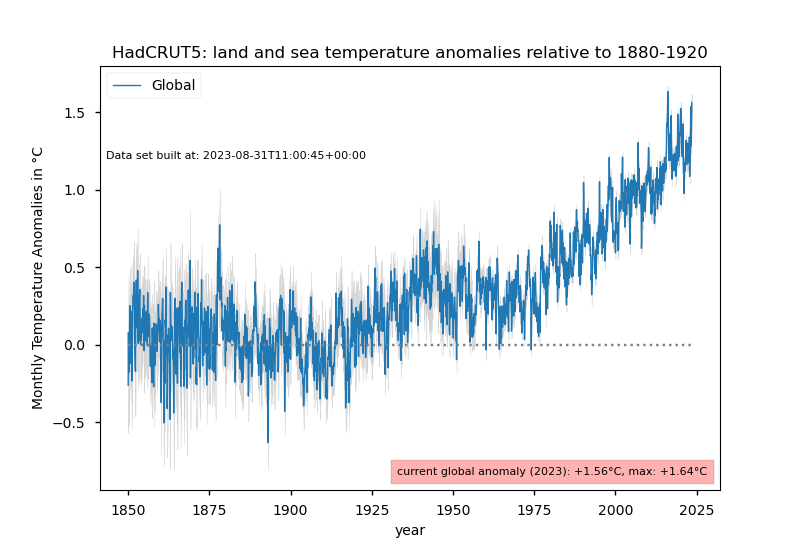 HadCRUT5: land and sea temperature anomalies relative to 1880-1920
Global
Data set built at: 2023-08-31T11:00:45+00:00
Monthly Temperature Anomalies in °C
1.5
1.0
0.5
0.0
−0.5
current global anomaly (2023): +1.56°C, max: +1.64°C
1850 1875 1900 1925 1950 1975 2000 2025
year